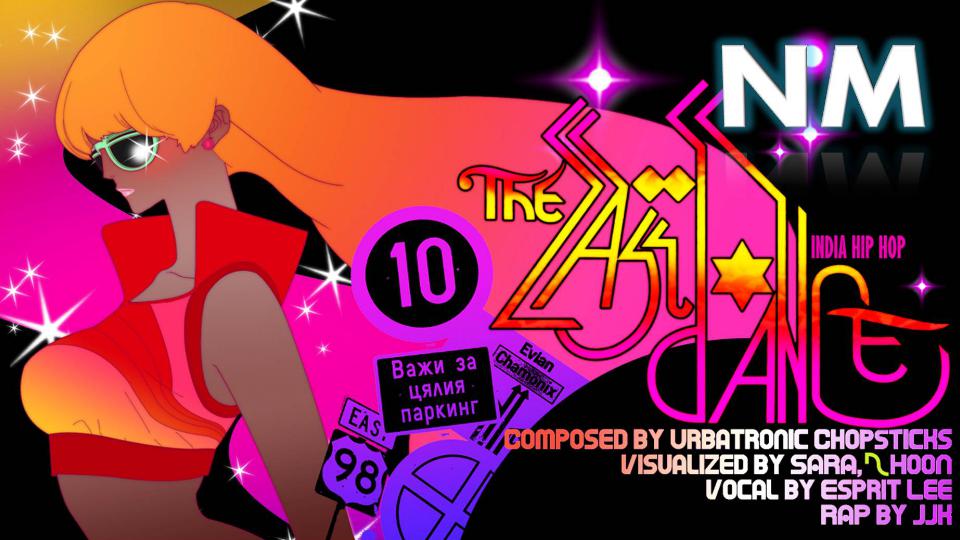 NM
The
LAst
INDIA HIP HOP
DANCE
10
Важи за
цялия
паркинг
Evian
Chamonix
EAST
98
COMPOSED BY URBATRONIC CHOPSTICKS
VISUALIZED BY SARA, HOON
VOCAL BY ESPRIT LEE
RAP BY JJK